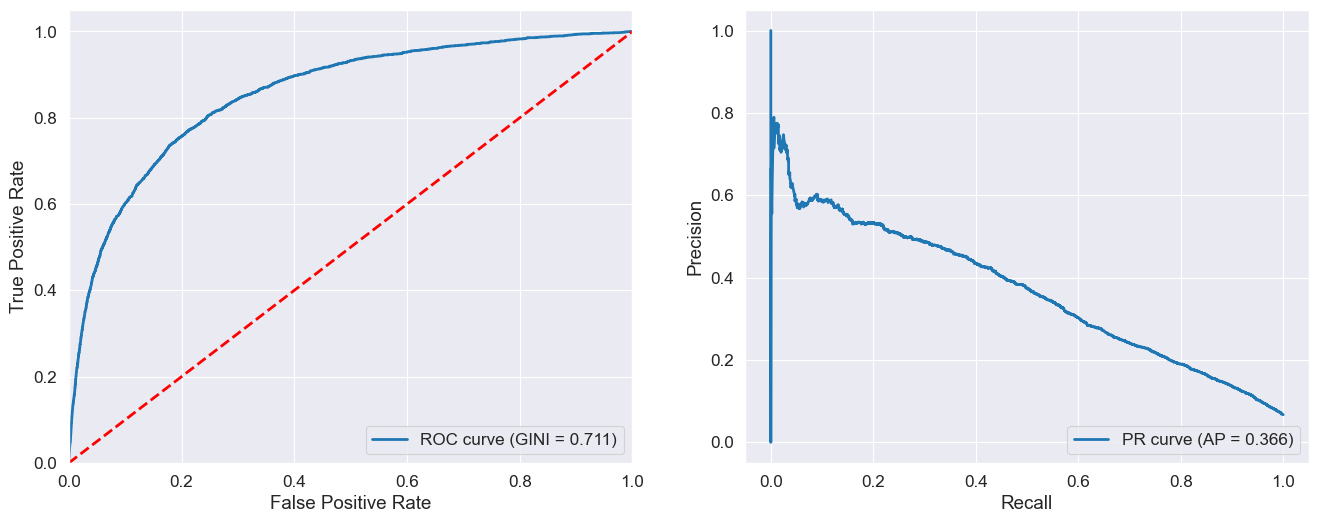 1.0
0.8
0.6
0.4
0.2
0.0
True Positive Rate
0.0 0.2 0.4 0.6 0.8 1.0
False Positive Rate
ROC curve (GINI = 0.711)
1.0
0.8
0.6
0.4
0.2
0.0
Precision
0.0 0.2 0.4 0.6 0.8 1.0
Recall
PR curve (AP = 0.366)